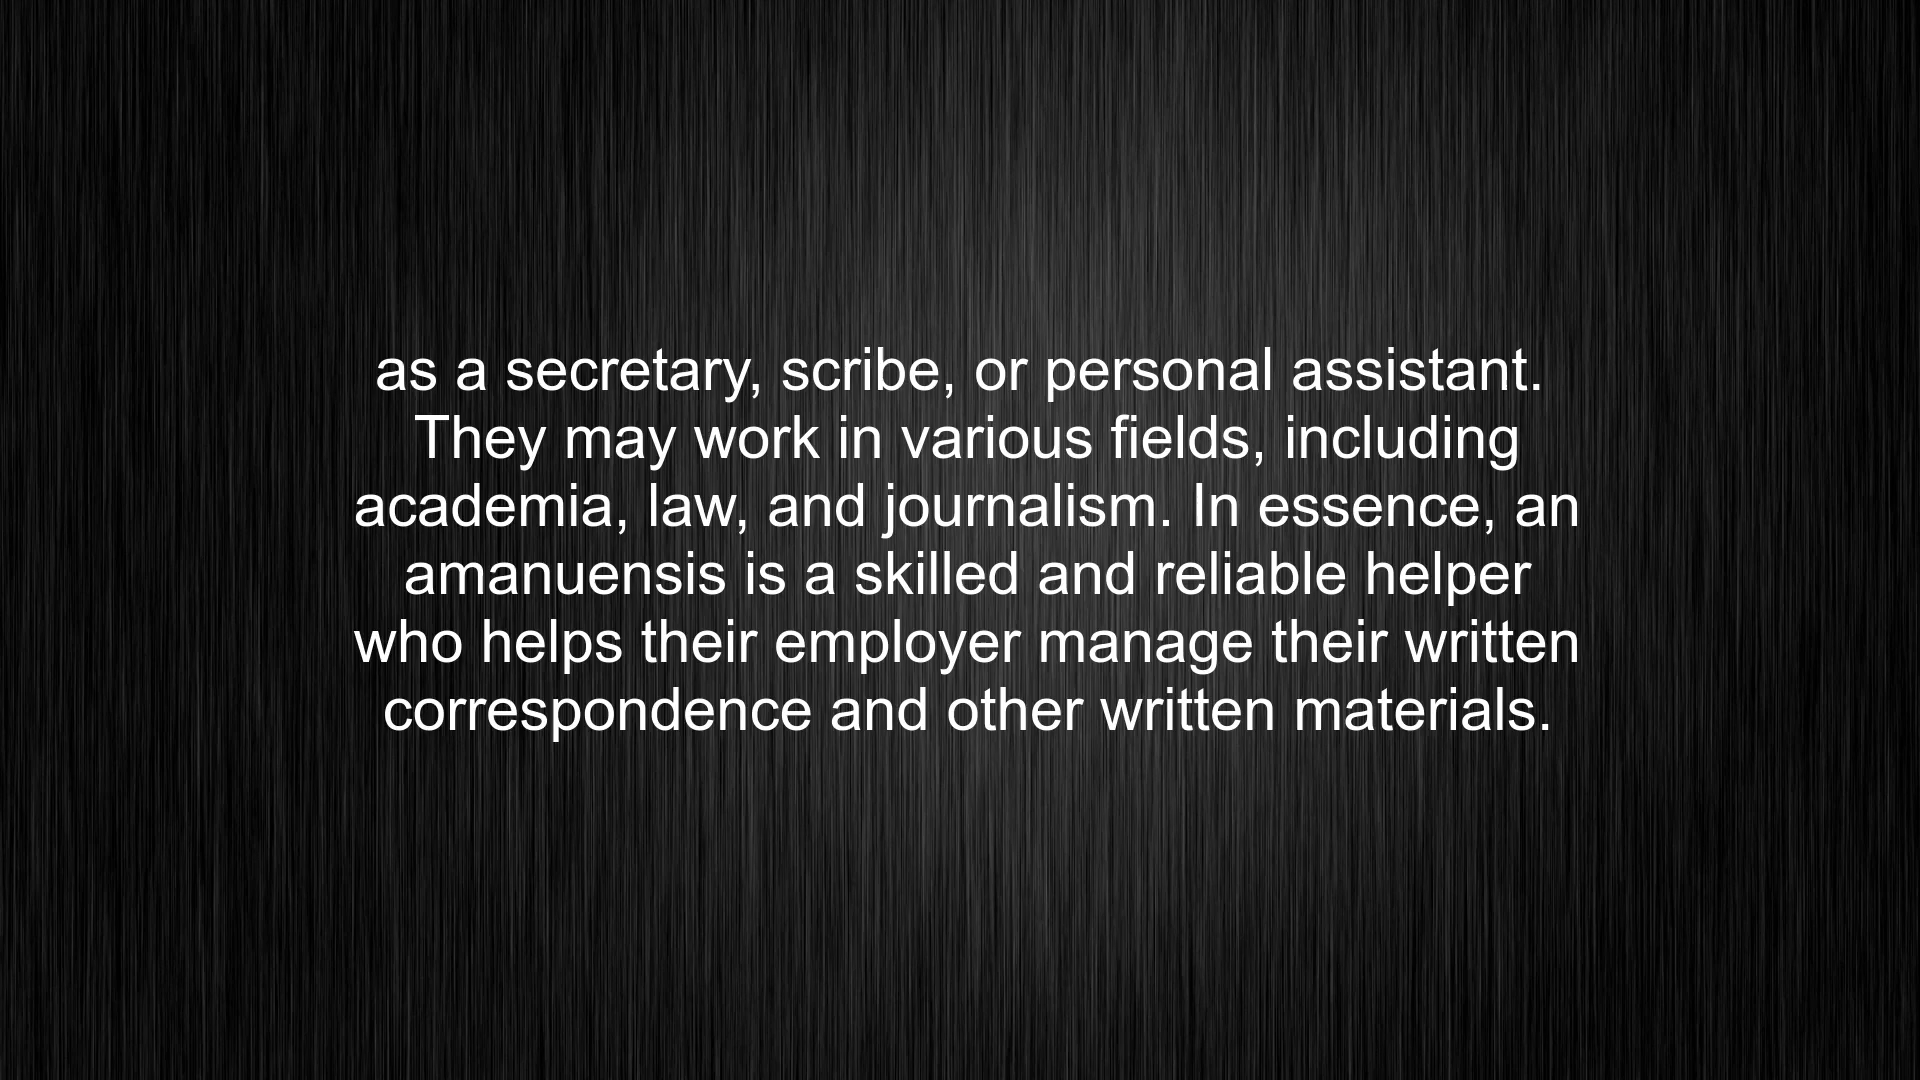 as a secretary, scribe, or personal assistant.
They may work in various fields, including
academia, law, and journalism. In essence, an
amanuensis is a skilled and reliable helper
who helps their employer manage their written
correspondence and other written materials.